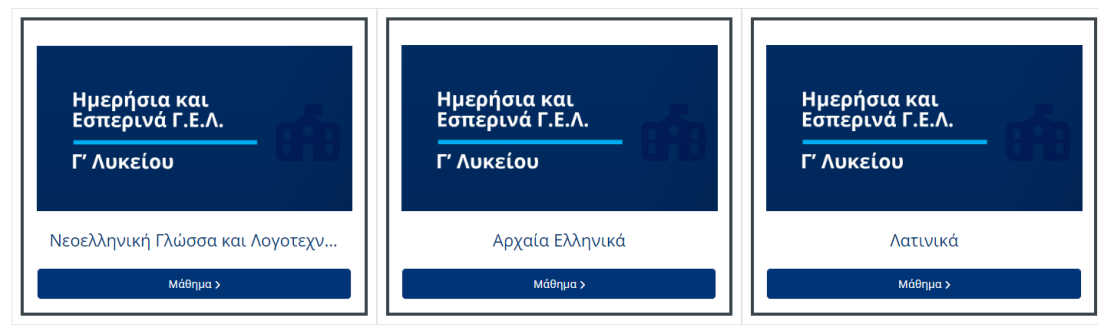 Ημερήσια και
Εσπερινά Γ.Ε.Λ.
Γ’ Λυκείου
Νεοελληνική Γλώσσα και Λογοτεχν...
Μάθημα >
Ημερήσια και
Εσπερινά Γ.Ε.Λ.
Γ’ Λυκείου
Αρχαία Ελληνικά
Μάθημα >
Ημερήσια και
Εσπερινά Γ.Ε.Λ.
Γ’ Λυκείου
Λατινικά
Μάθημα >